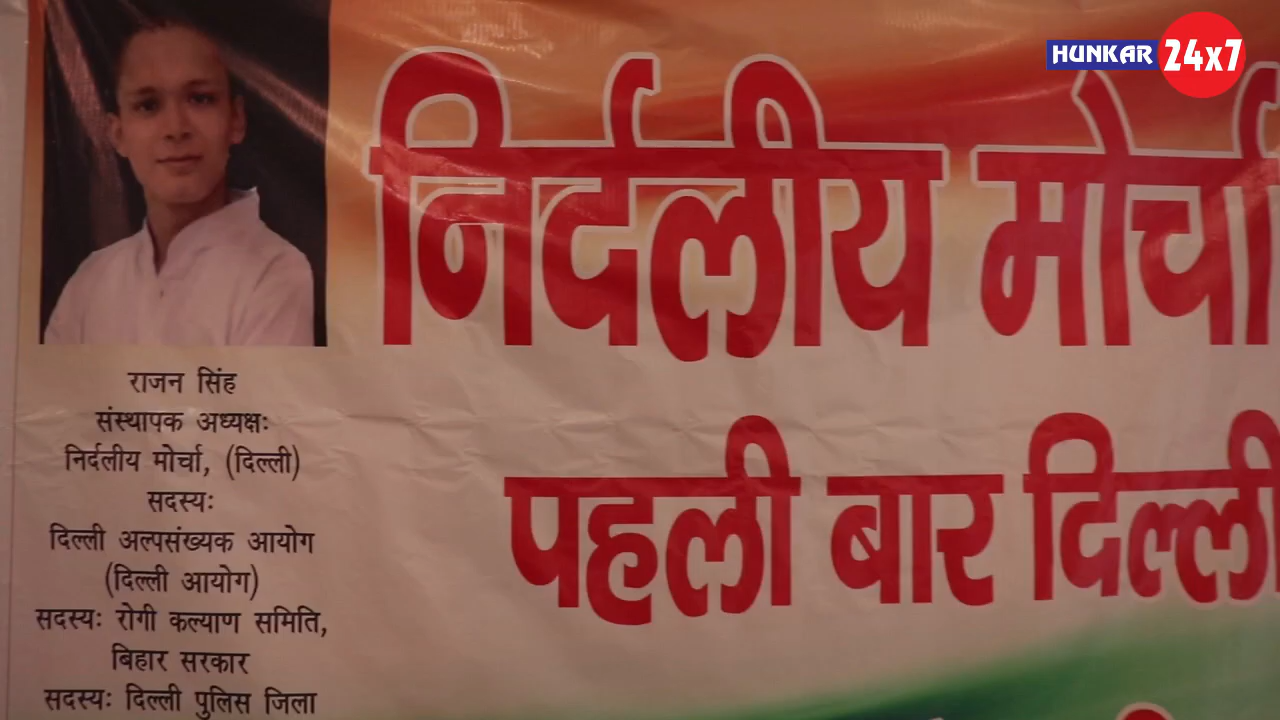 HUNKAR 24x7
निर्दलीय मोर्चा
पहली बार दिल्ली
राजन सिंह
संस्थापक अध्यक्षः
निर्दलीय मोर्चा, (दिल्ली)
सदस्यः
दिल्ली अल्पसंख्यक आयोग
(दिल्ली आयोग)
सदस्यः रोगी कल्याण समिति,
बिहार सरकार
सदस्यः दिल्ली पुलिस जिला